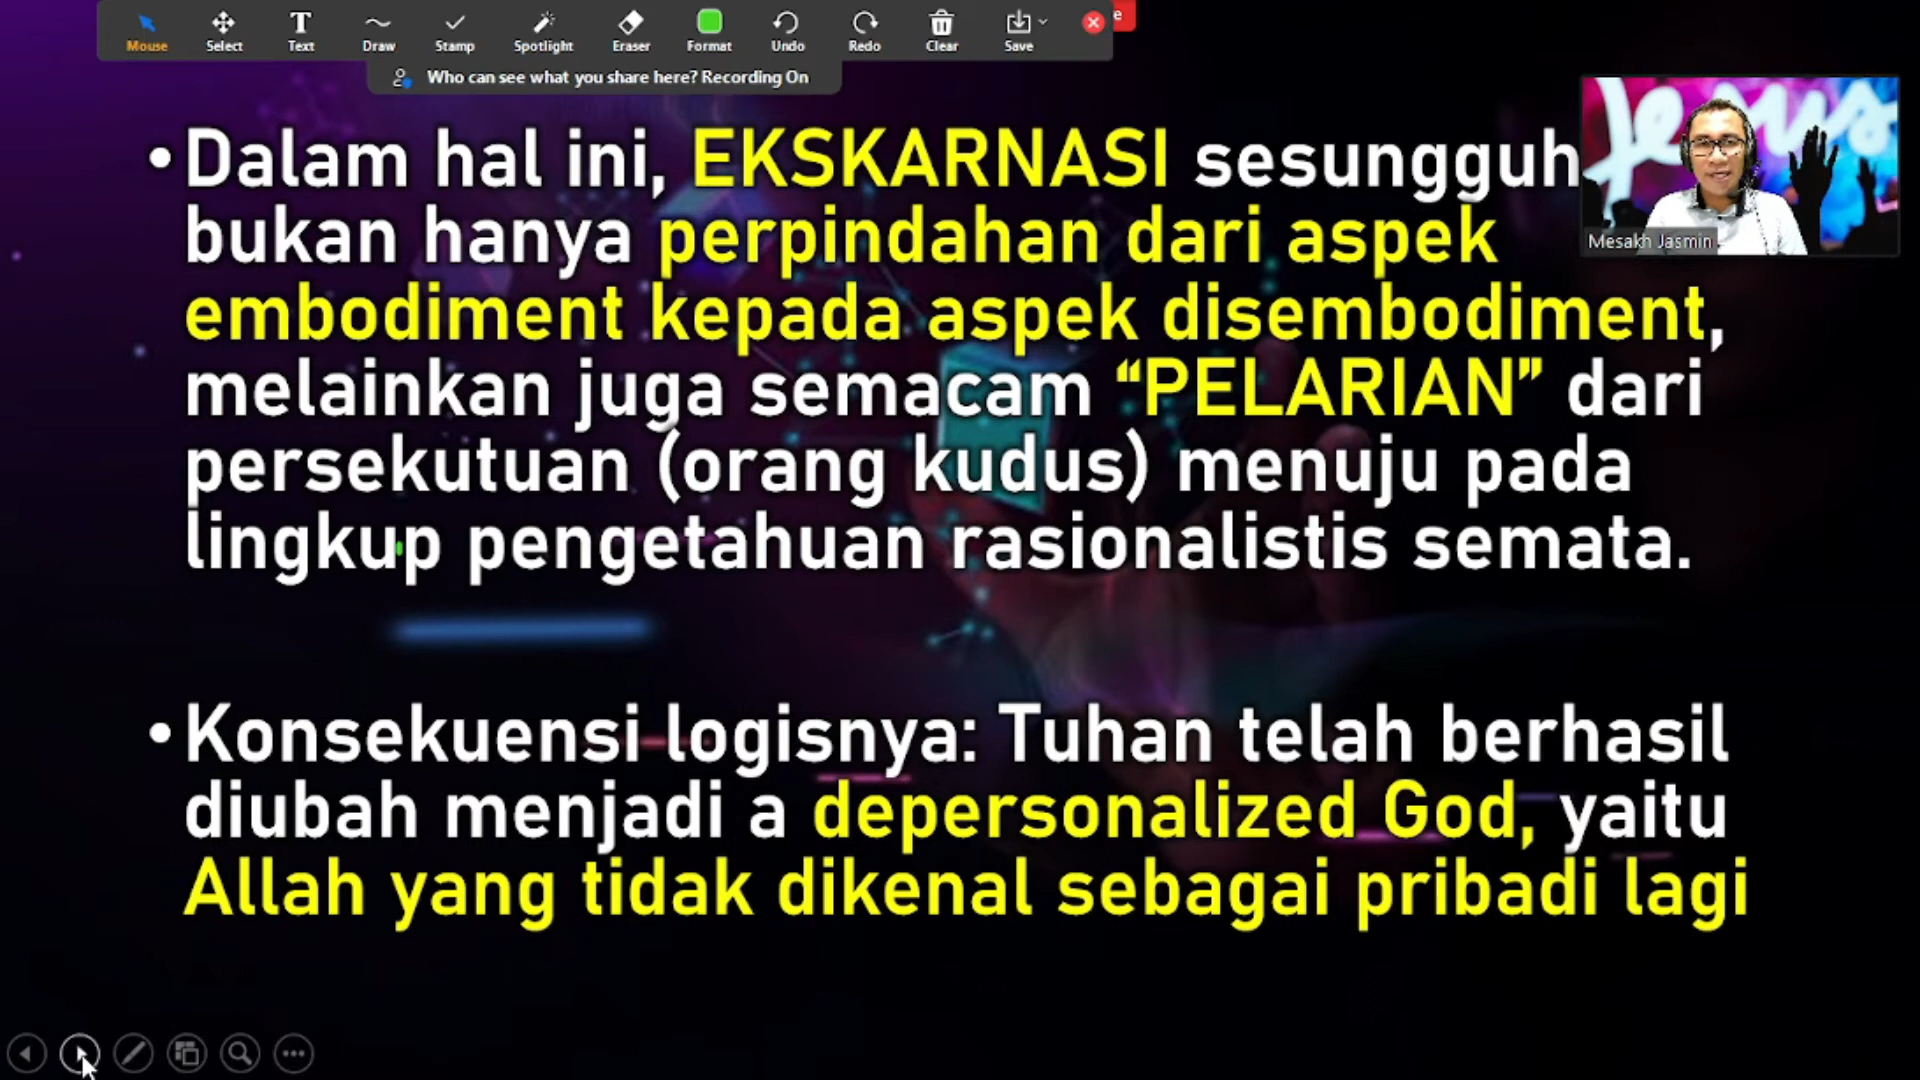 Mouse Select Text Draw Stamp Spotlight Eraser Format Undo Redo Clear Save
Who can see what you share here? Recording On
•Dalam hal ini, EKSKARNASI sesungguh
bukan hanya perpindahan dari aspek
embodiment kepada aspek disembodiment,
melainkan juga semacam “PELARIAN” dari
persekutuan (orang kudus) menuju pada
lingkup pengetahuan rasionalistis semata.
•Konsekuensi logisnya: Tuhan telah berhasil
diubah menjadi a depersonalized God, yaitu
Allah yang tidak dikenal sebagai pribadi lagi
Jesus
Mesakh Jasmin